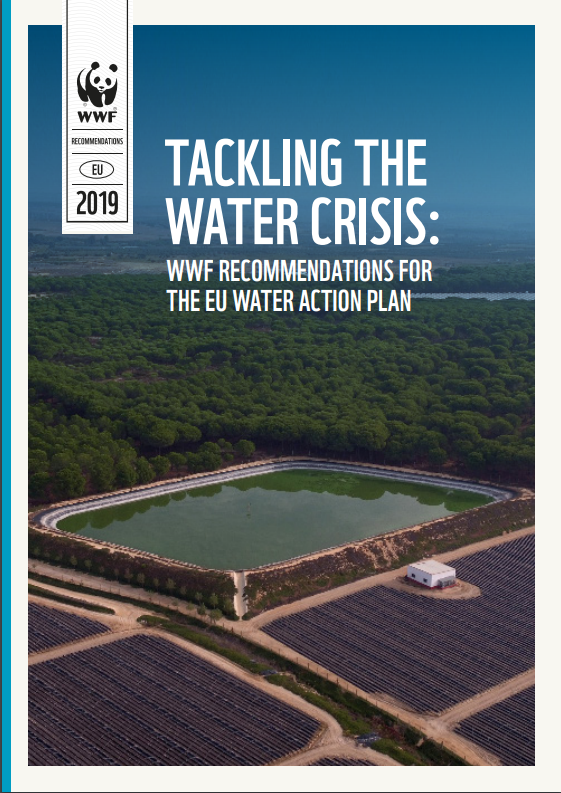 WWF
RECOMMENDATIONS
EU
2019
TACKLING THE
WATER CRISIS:
WWF RECOMMENDATIONS FOR
THE EU WATER ACTION PLAN